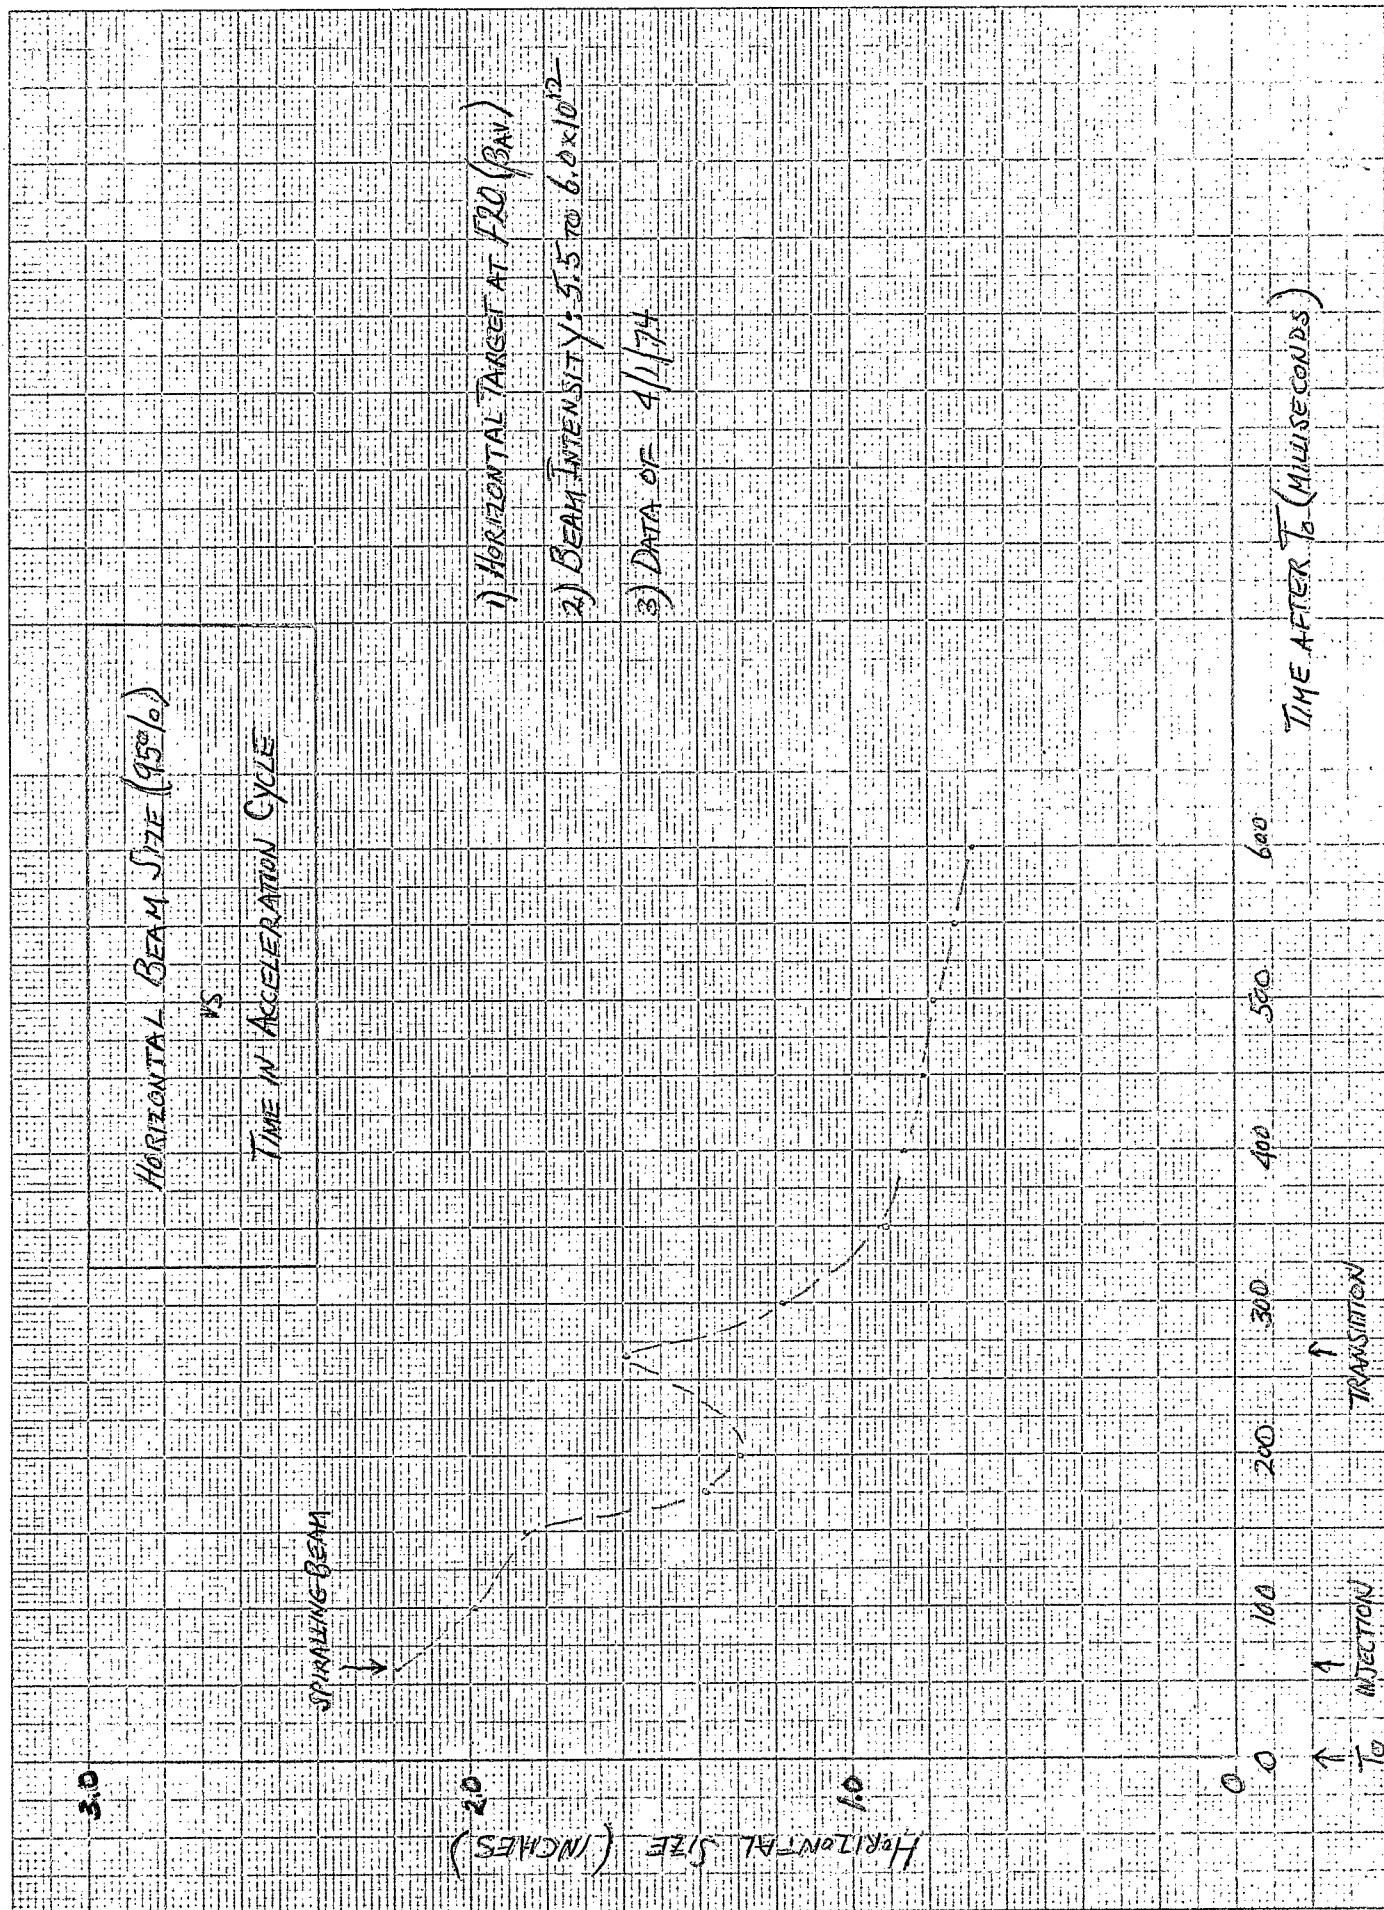 HORIZONTAL BEAM SIZE (95%)
VS
TIME IN ACCELERATION CYCLE
1) HORIZONTAL TARGET AT F20 (βAV.)
2) BEAM INTENSITY: 5.5 TO 6.0 x 10¹²
3) DATA OF 4/1/74
SPIRALLING BEAM
3.0
2.0
1.0
0
HORIZONTAL SIZE (INCHES)
0 100 200 300 400 500 600
TIME AFTER T₀ (MILLISECONDS)
↑ ↑ ↑
T₀ INJECTION TRANSITION